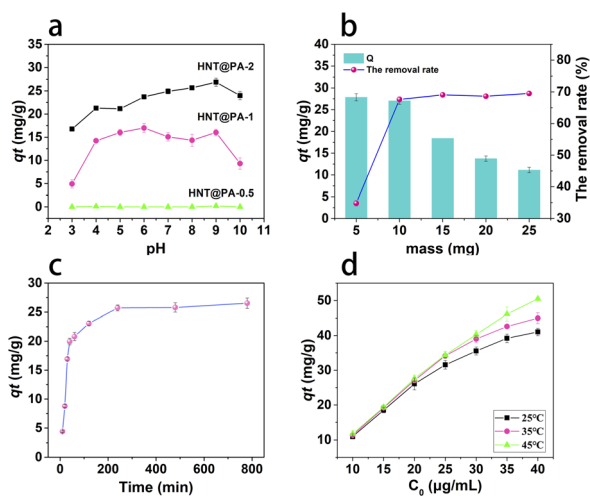 a
qt (mg/g)
35
30
25
20
15
10
5
0
HNT@PA-2
HNT@PA-1
HNT@PA-0.5
2 3 4 5 6 7 8 9 10 11
pH
b
qt (mg/g)
40
35
30
25
20
15
10
5
0
Q
The removal rate
80
70
60
50
40
30
The removal rate (%)
5 10 15 20 25
mass (mg)
c
qt (mg/g)
30
25
20
15
10
5
0
0 200 400 600 800
Time (min)
d
qt (mg/g)
50
40
30
20
10
25℃
35℃
45℃
10 15 20 25 30 35 40
C₀ (μg/mL)